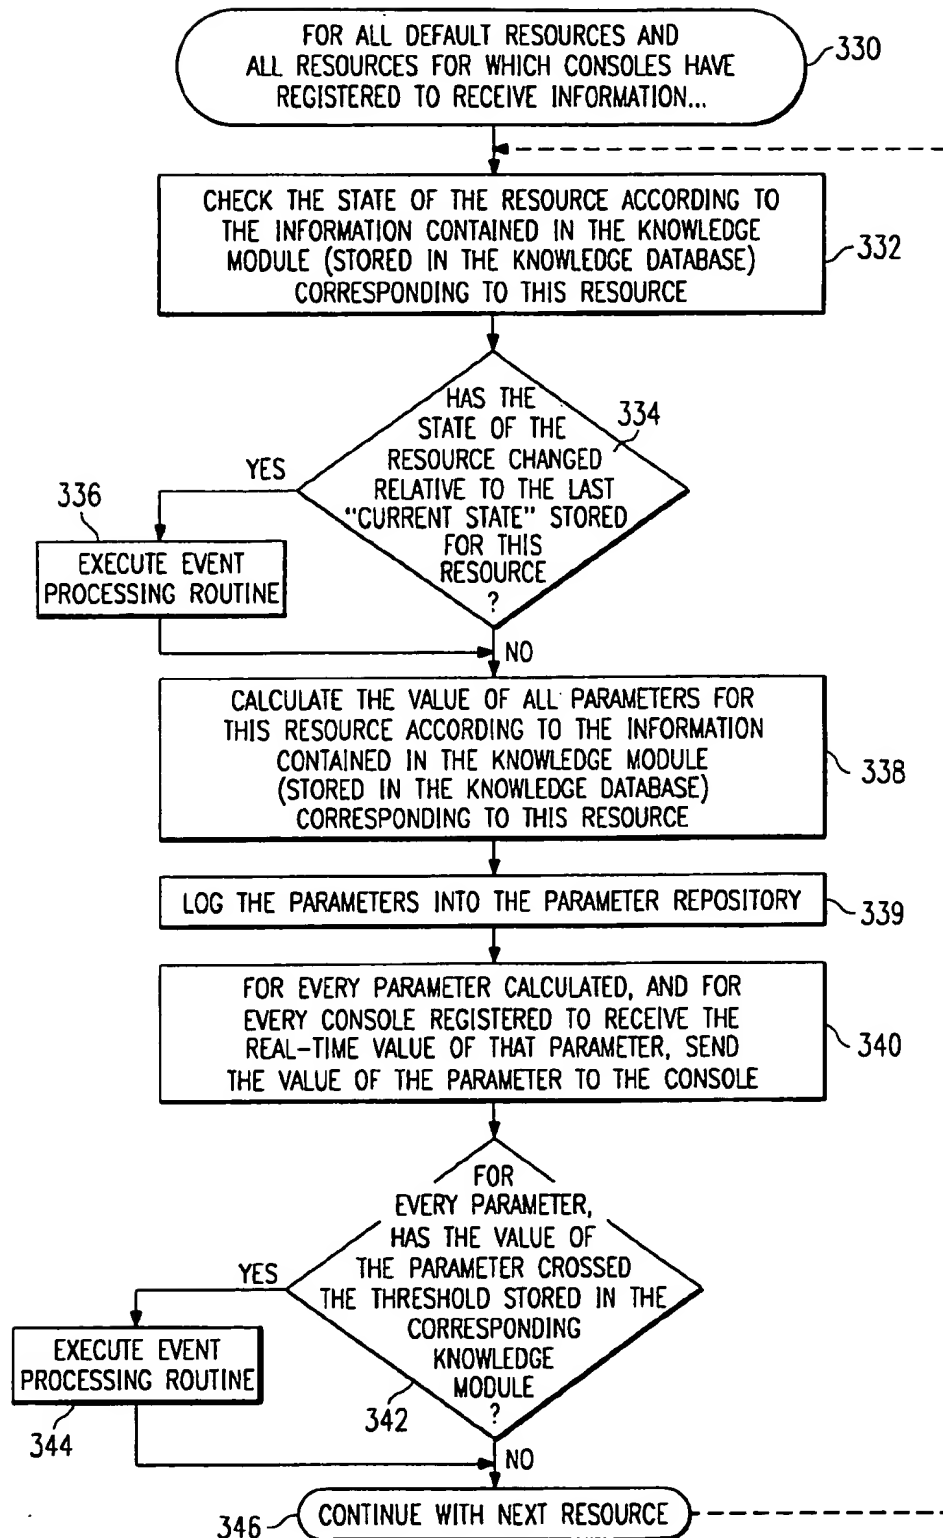 FOR ALL DEFAULT RESOURCES AND
ALL RESOURCES FOR WHICH CONSOLES HAVE
REGISTERED TO RECEIVE INFORMATION...
330
CHECK THE STATE OF THE RESOURCE ACCORDING TO
THE INFORMATION CONTAINED IN THE KNOWLEDGE
MODULE (STORED IN THE KNOWLEDGE DATABASE)
CORRESPONDING TO THIS RESOURCE
332
HAS THE
STATE OF THE
RESOURCE CHANGED
RELATIVE TO THE LAST
"CURRENT STATE" STORED
FOR THIS
RESOURCE
?
334
YES
336
EXECUTE EVENT
PROCESSING ROUTINE
NO
CALCULATE THE VALUE OF ALL PARAMETERS FOR
THIS RESOURCE ACCORDING TO THE INFORMATION
CONTAINED IN THE KNOWLEDGE MODULE
(STORED IN THE KNOWLEDGE DATABASE)
CORRESPONDING TO THIS RESOURCE
338
LOG THE PARAMETERS INTO THE PARAMETER REPOSITORY
339
FOR EVERY PARAMETER CALCULATED, AND FOR
EVERY CONSOLE REGISTERED TO RECEIVE THE
REAL-TIME VALUE OF THAT PARAMETER, SEND
THE VALUE OF THE PARAMETER TO THE CONSOLE
340
FOR
EVERY PARAMETER,
HAS THE VALUE OF
THE PARAMETER CROSSED
THE THRESHOLD STORED IN THE
CORRESPONDING
KNOWLEDGE
MODULE
?
342
YES
EXECUTE EVENT
PROCESSING ROUTINE
344
NO
CONTINUE WITH NEXT RESOURCE
346